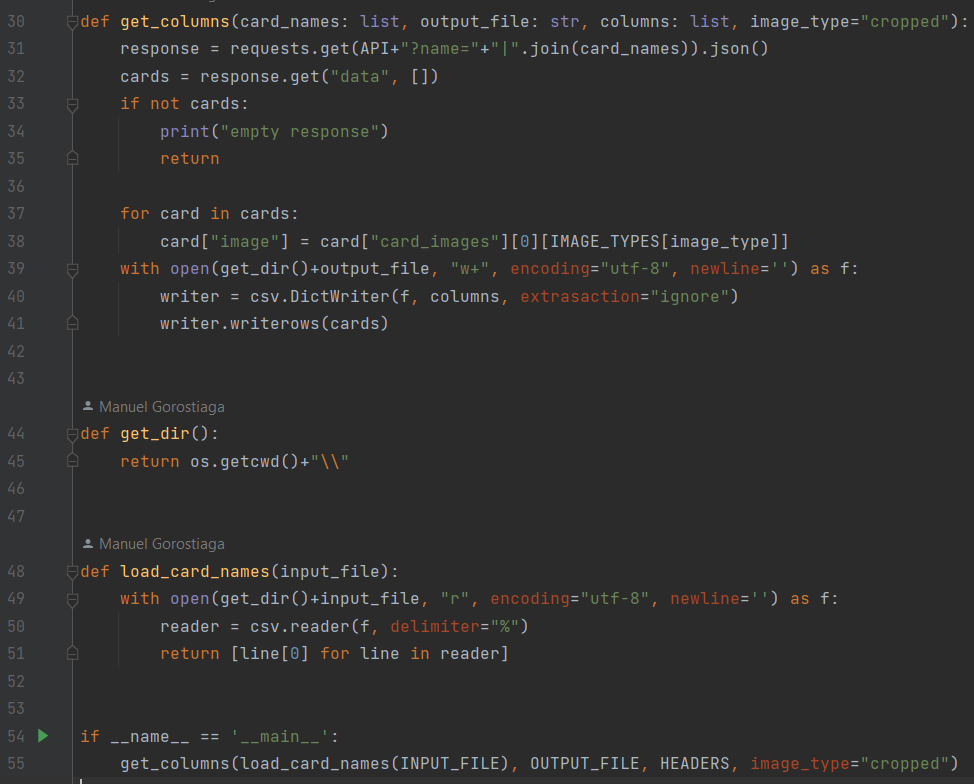 30 def get_columns(card_names: list, output_file: str, columns: list, image_type="cropped"):
31     response = requests.get(API+"?name="+"|".join(card_names)).json()
32     cards = response.get("data", [])
33     if not cards:
34         print("empty response")
35         return
36
37     for card in cards:
38         card["image"] = card["card_images"][0][IMAGE_TYPES[image_type]]
39     with open(get_dir()+output_file, "w+", encoding="utf-8", newline='') as f:
40         writer = csv.DictWriter(f, columns, extrasaction="ignore")
41         writer.writerows(cards)
42
43
Manuel Gorostiaga
44 def get_dir():
45     return os.getcwd()+"\\"
46
47
Manuel Gorostiaga
48 def load_card_names(input_file):
49     with open(get_dir()+input_file, "r", encoding="utf-8", newline='') as f:
50         reader = csv.reader(f, delimiter="%")
51         return [line[0] for line in reader]
52
53
54 if __name__ == '__main__':
55     get_columns(load_card_names(INPUT_FILE), OUTPUT_FILE, HEADERS, image_type="cropped")